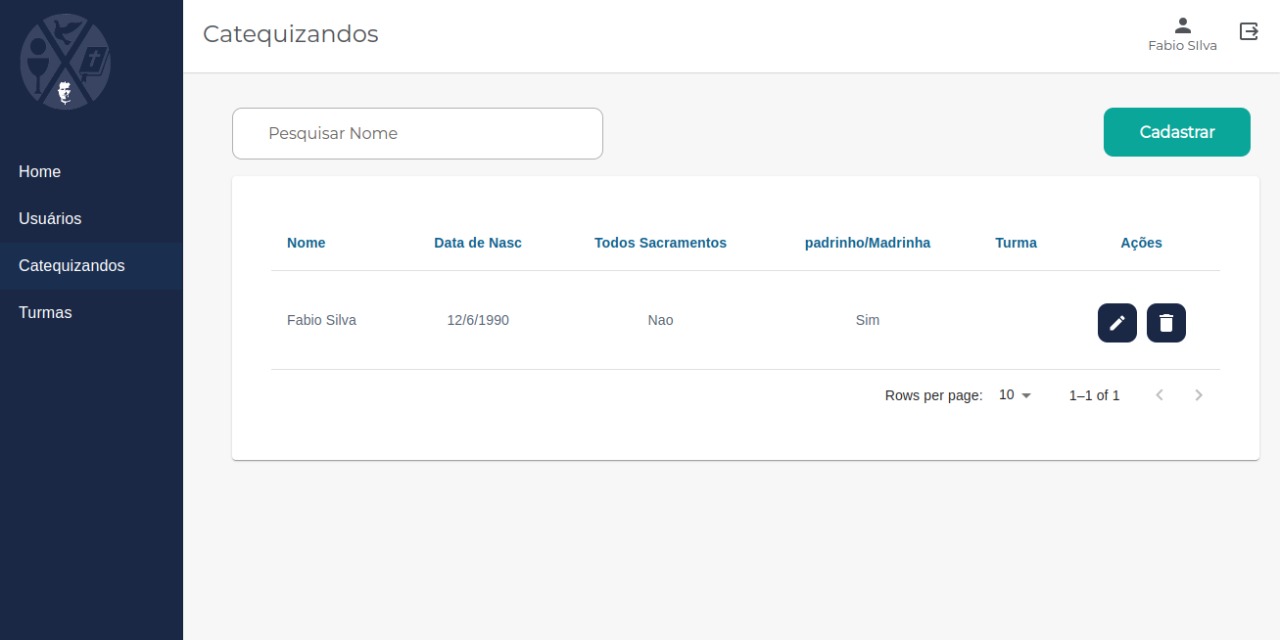 Catequizandos
Fabio SIlva
Home
Usuários
Catequizandos
Turmas
Pesquisar Nome
Cadastrar
Nome Data de Nasc Todos Sacramentos padrinho/Madrinha Turma Ações
Fabio Silva 12/6/1990 Nao Sim
Rows per page: 10 1–1 of 1